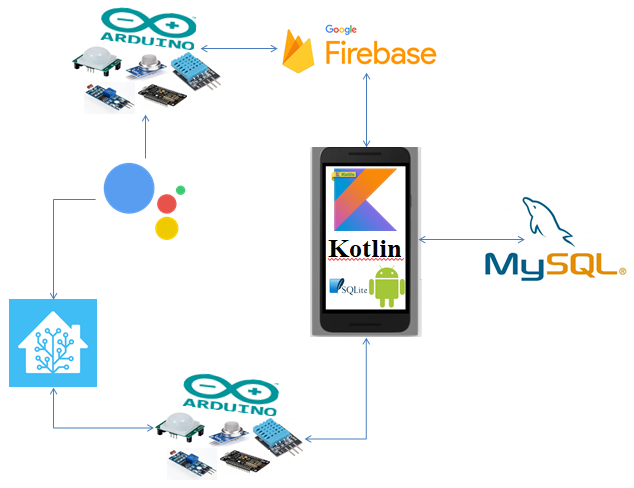 ARDUINO
Google
Firebase
Kotlin
Kotlin
SQLite
MySQL®
ARDUINO